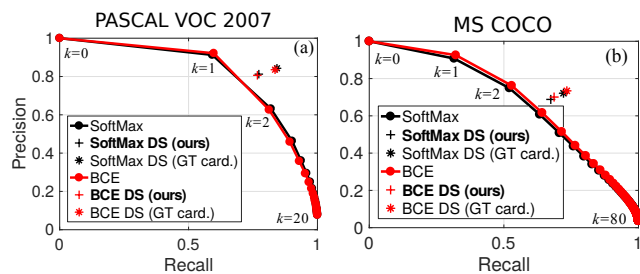 PASCAL VOC 2007
(a)
1
0.8
0.6
0.4
0.2
0
Precision
k=0
k=1
k=2
k=20
SoftMax
SoftMax DS (ours)
SoftMax DS (GT card.)
BCE
BCE DS (ours)
BCE DS (GT card.)
0 0.5 1
Recall
MS COCO
(b)
1
0.8
0.6
0.4
0.2
0
k=0
k=1
k=2
k=80
SoftMax
SoftMax DS (ours)
SoftMax DS (GT card.)
BCE
BCE DS (ours)
BCE DS (GT card.)
0 0.5 1
Recall